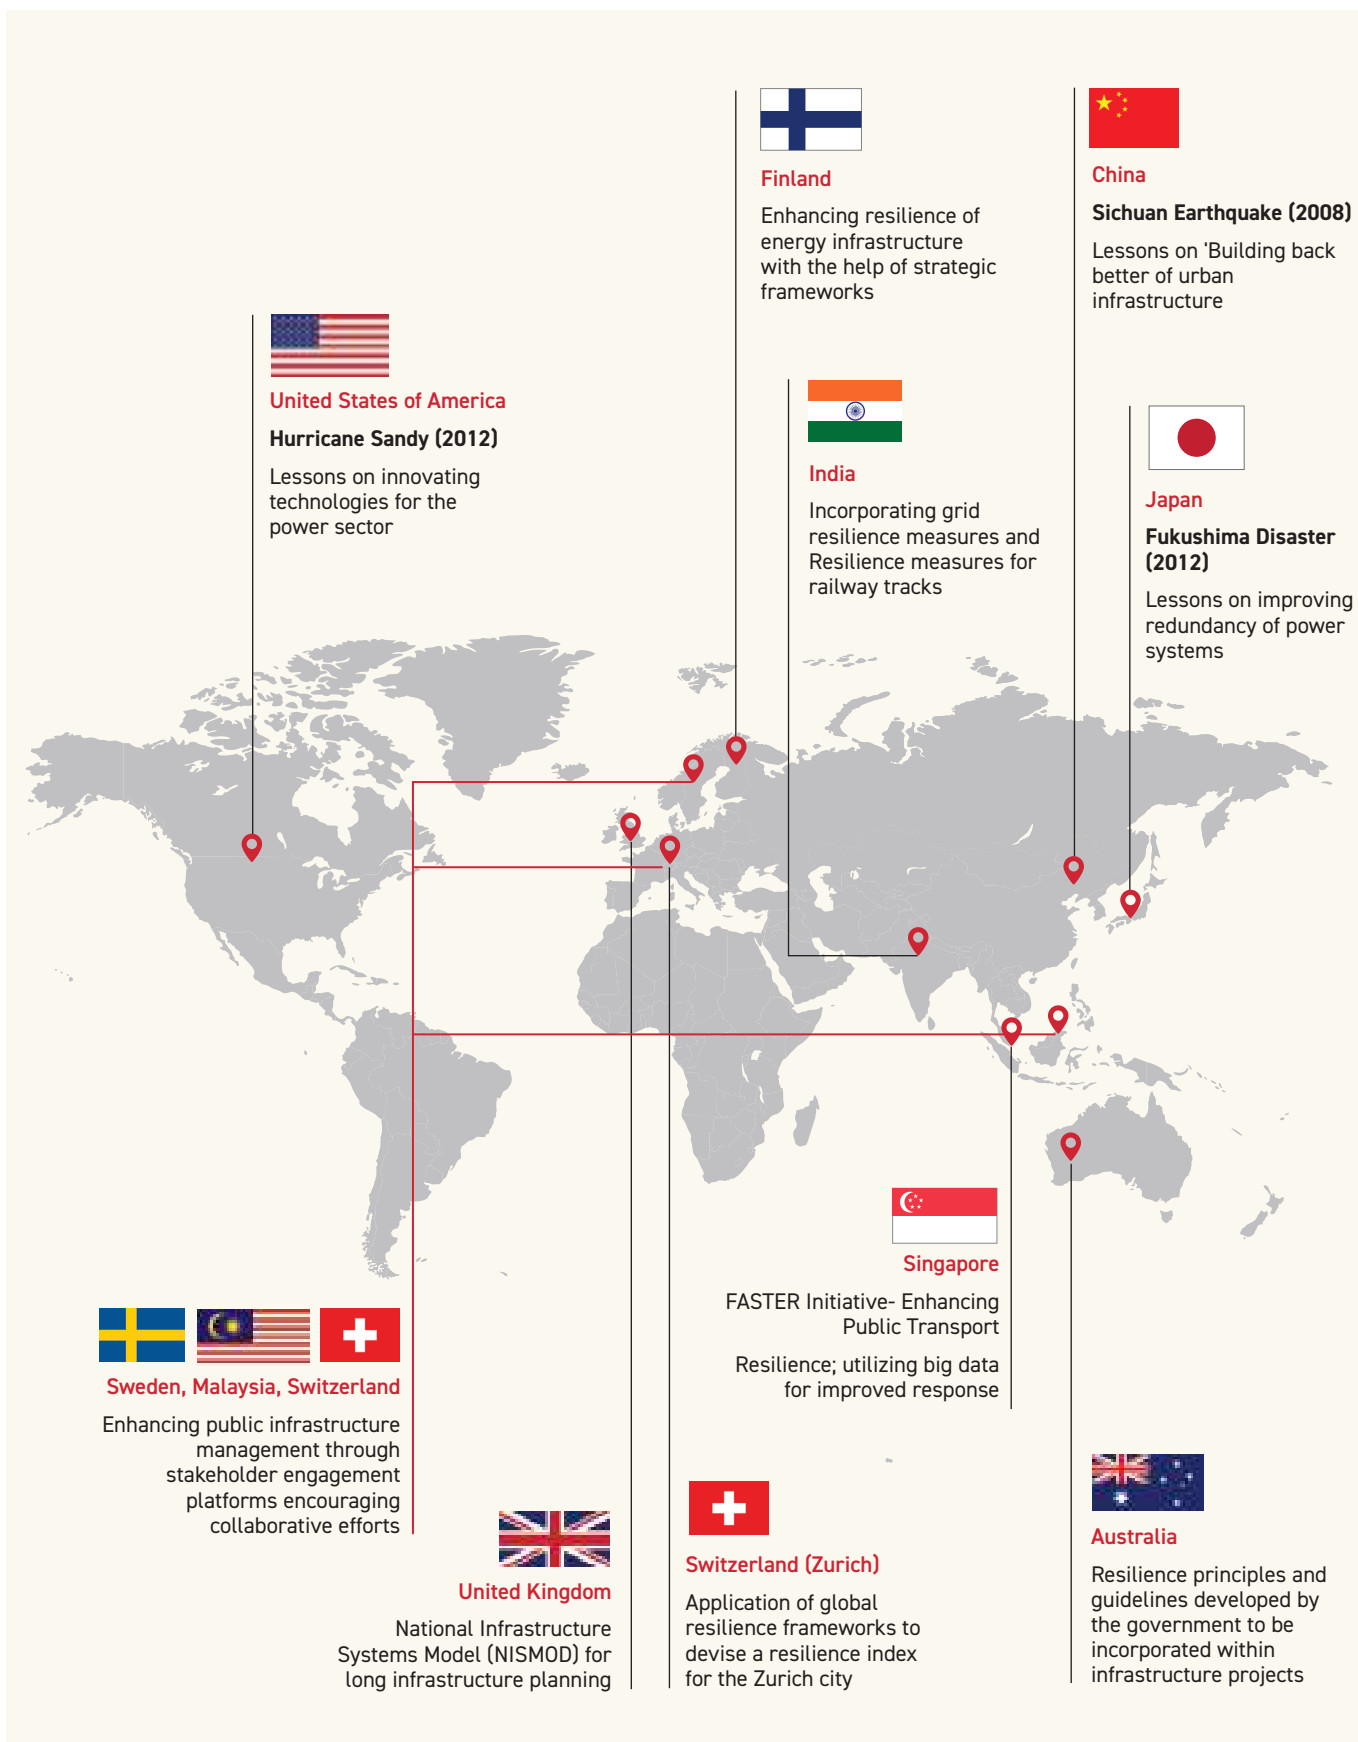 Finland
Enhancing resilience of
energy infrastructure
with the help of strategic
frameworks
China
Sichuan Earthquake (2008)
Lessons on 'Building back
better of urban
infrastructure
United States of America
Hurricane Sandy (2012)
Lessons on innovating
technologies for the
power sector
India
Incorporating grid
resilience measures and
Resilience measures for
railway tracks
Japan
Fukushima Disaster
(2012)
Lessons on improving
redundancy of power
systems
Singapore
FASTER Initiative- Enhancing
Public Transport
Resilience; utilizing big data
for improved response
Sweden, Malaysia, Switzerland
Enhancing public infrastructure
management through
stakeholder engagement
platforms encouraging
collaborative efforts
United Kingdom
National Infrastructure
Systems Model (NISMOD) for
long infrastructure planning
Switzerland (Zurich)
Application of global
resilience frameworks to
devise a resilience index
for the Zurich city
Australia
Resilience principles and
guidelines developed by
the government to be
incorporated within
infrastructure projects